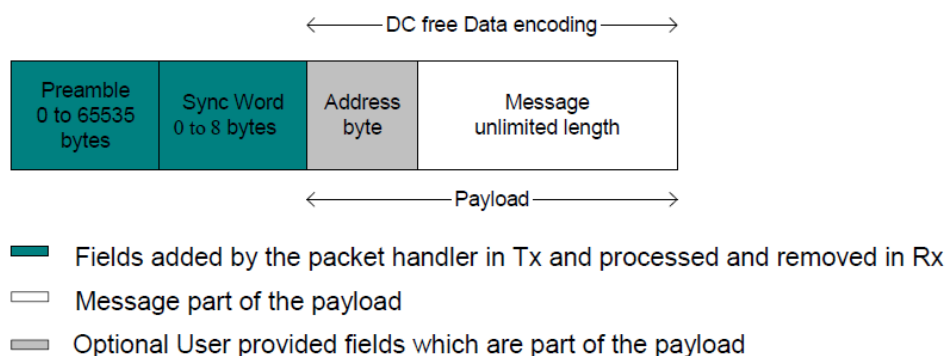 DC free Data encoding
Preamble
0 to 65535
bytes
Sync Word
0 to 8 bytes
Address
byte
Message
unlimited length
Payload
Fields added by the packet handler in Tx and processed and removed in Rx
Message part of the payload
Optional User provided fields which are part of the payload